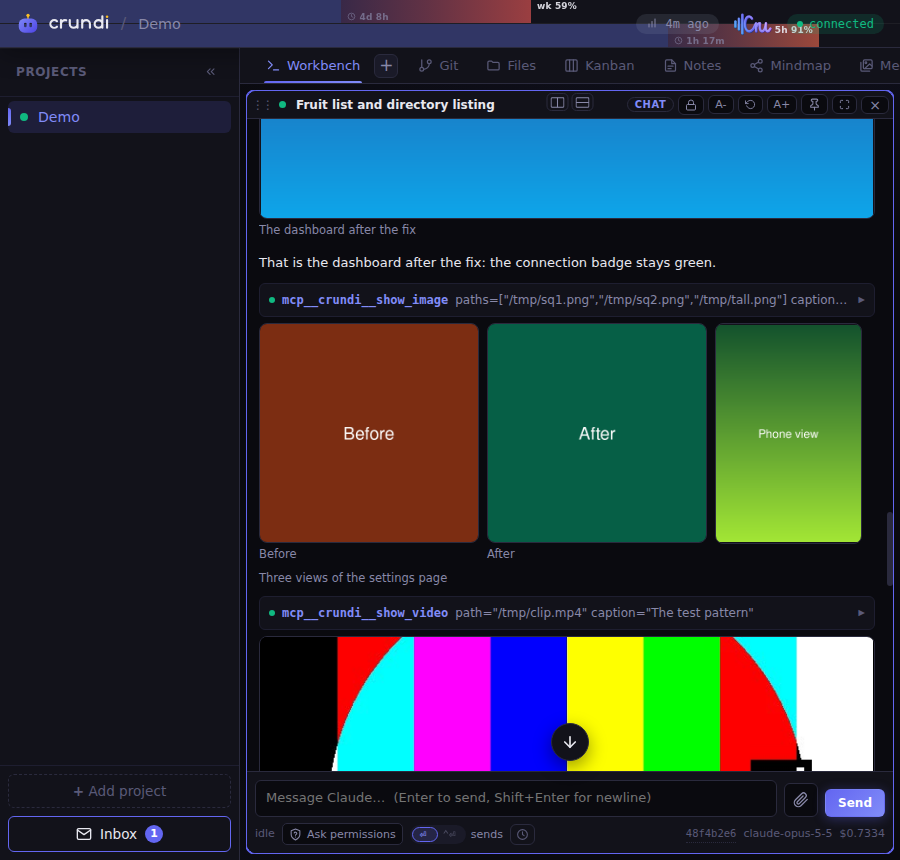 crundi / Demo
4d 8h
wk 59%
4m ago
connected
5h 91%
1h 17m
PROJECTS «
Demo
+ Add project
Inbox 1
Workbench + Git Files Kanban Notes Mindmap Me
Fruit list and directory listing CHAT A- A+
The dashboard after the fix
That is the dashboard after the fix: the connection badge stays green.
mcp__crundi__show_image paths=["/tmp/sq1.png","/tmp/sq2.png","/tmp/tall.png"] caption…
Before
After
Phone view
Before
After
Three views of the settings page
mcp__crundi__show_video path="/tmp/clip.mp4" caption="The test pattern"
Message Claude… (Enter to send, Shift+Enter for newline)
Send
idle Ask permissions sends 48f4b2e6 claude-opus-5-5 $0.7334